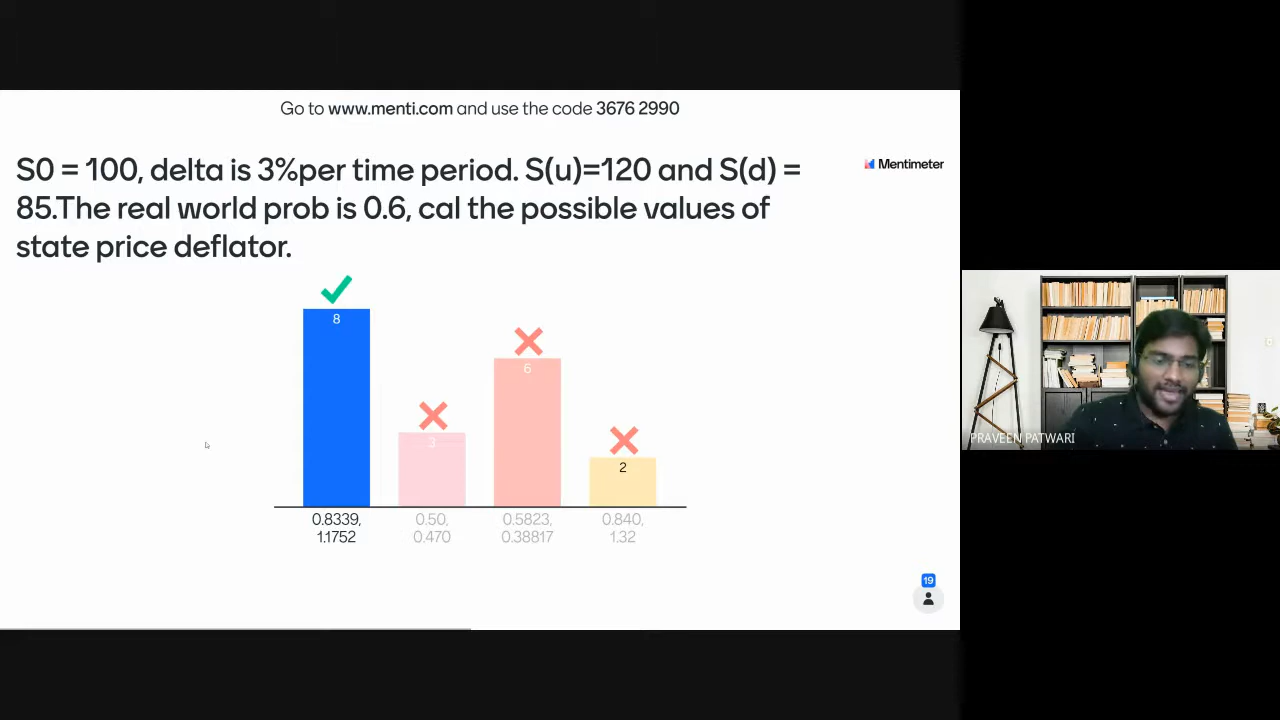 Go to www.menti.com and use the code 3676 2990
Mentimeter
S0 = 100, delta is 3%per time period. S(u)=120 and S(d) =
85.The real world prob is 0.6, cal the possible values of
state price deflator.
8
3
6
2
0.8339,
1.1752
0.50,
0.470
0.5823,
0.38817
0.840,
1.32
19
PRAVEEN PATWARI